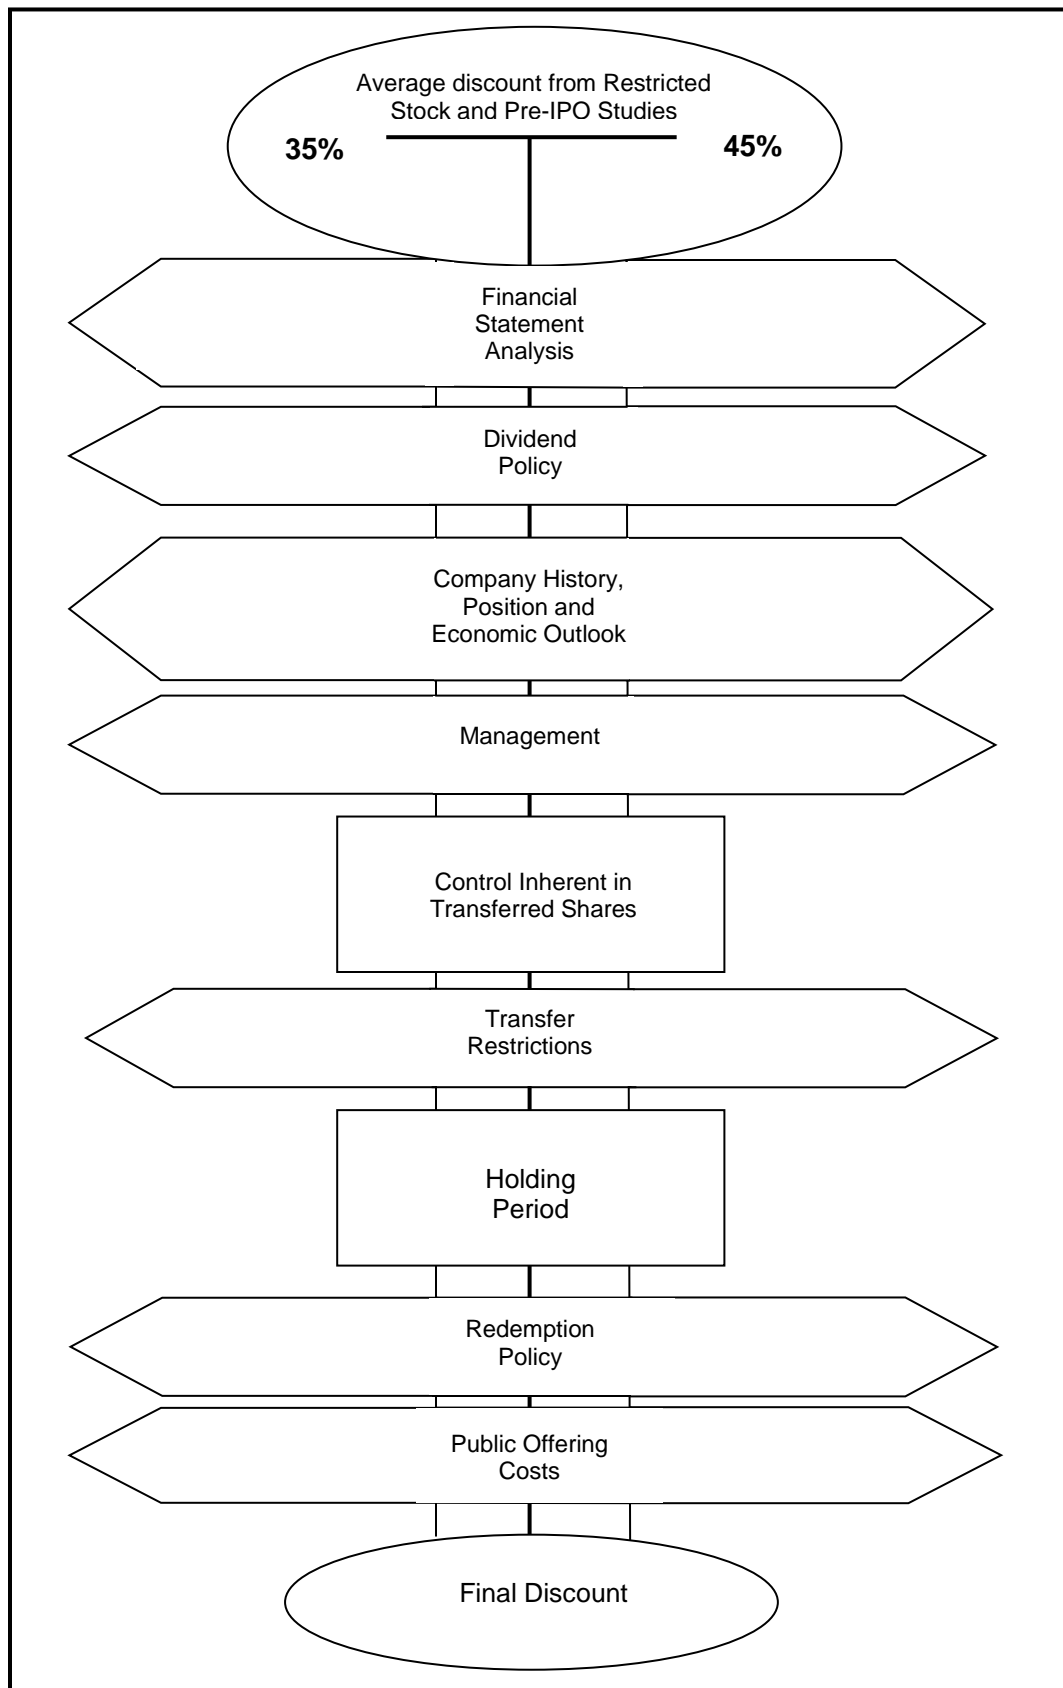 Average discount from Restricted
Stock and Pre-IPO Studies
35% 45%
Financial
Statement
Analysis
Dividend
Policy
Company History,
Position and
Economic Outlook
Management
Control Inherent in
Transferred Shares
Transfer
Restrictions
Holding
Period
Redemption
Policy
Public Offering
Costs
Final Discount